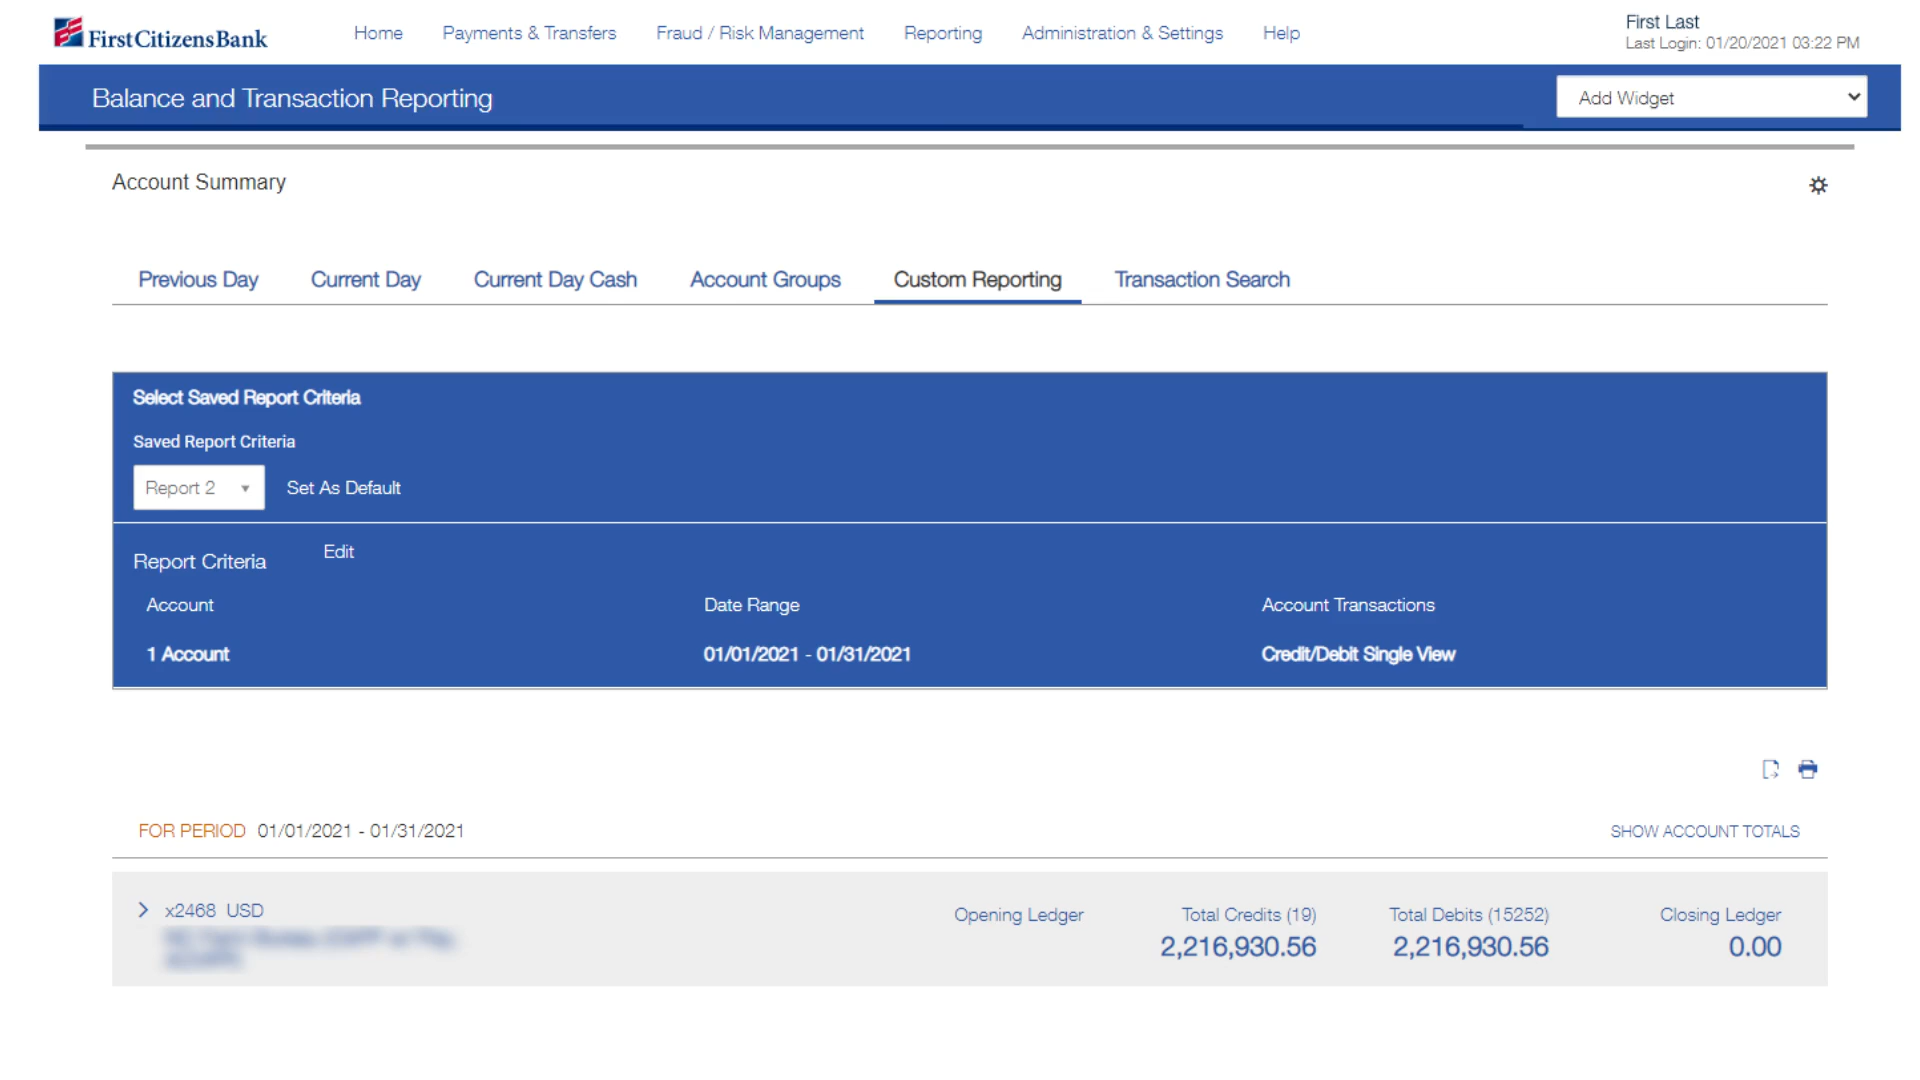 First Citizens Bank
Home Payments & Transfers Fraud / Risk Management Reporting Administration & Settings Help
First Last
Last Login: 01/20/2021 03:22 PM
Balance and Transaction Reporting
Add Widget
Account Summary
Previous Day Current Day Current Day Cash Account Groups Custom Reporting Transaction Search
Select Saved Report Criteria
Saved Report Criteria
Report 2 Set As Default
Report Criteria Edit
Account Date Range Account Transactions
1 Account 01/01/2021 - 01/31/2021 Credit/Debit Single View
FOR PERIOD 01/01/2021 - 01/31/2021 SHOW ACCOUNT TOTALS
x2468 USD Opening Ledger Total Credits (19) Total Debits (15252) Closing Ledger
2,216,930.56 2,216,930.56 0.00